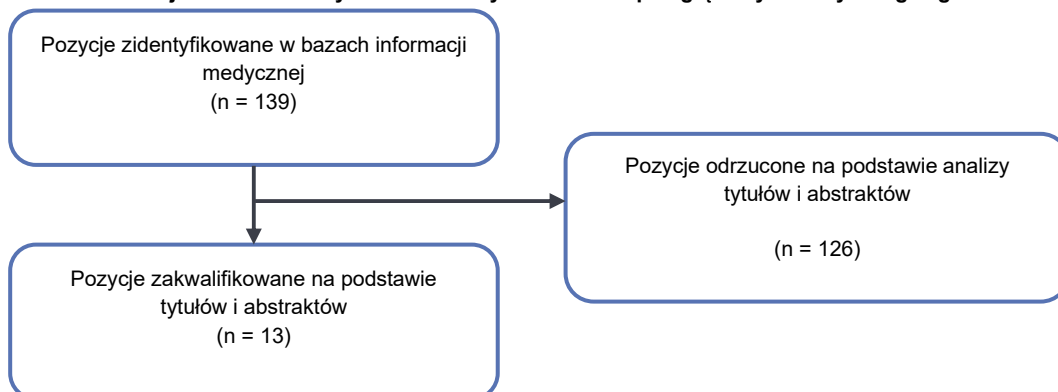 Pozycje zidentyfikowane w bazach informacji
medycznej
(n = 139)
Pozycje odrzucone na podstawie analizy
tytułów i abstraktów
(n = 126)
Pozycje zakwalifikowane na podstawie
tytułów i abstraktów
(n = 13)